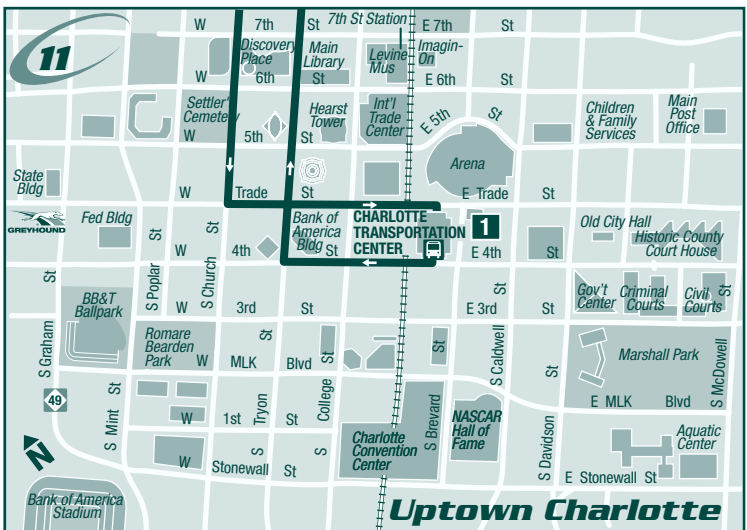 11
W 7th St
7th St Station
E 7th St
Discovery
Place
Main
Library
Levine
Mus
Imagin-
On
W 6th St
E 6th St
Settler'
Cemetery
Hearst
Tower
Int'l
Trade
Center
E 5th St
Children
& Family
Services
Main
Post
Office
W 5th St
Arena
State
Bldg
W Trade St
E Trade St
GREYHOUND
Fed Bldg
Bank of
America
Bldg
CHARLOTTE
TRANSPORTATION
CENTER
1
Old City Hall
Historic County
Court House
W 4th St
E 4th St
S Poplar St
S Church St
BB&T
Ballpark
Gov't
Center
Criminal
Courts
Civil
Courts
W 3rd St
E 3rd St
S Graham St
Romare
Bearden
Park
W MLK Blvd
Marshall Park
S Caldwell St
S McDowell St
49
E MLK Blvd
S Mint St
W 1st St
S Tryon St
S College St
S Brevard St
NASCAR
Hall of
Fame
S Davidson St
Aquatic
Center
N
Charlotte
Convention
Center
W Stonewall St
E Stonewall St
Bank of America
Stadium
Uptown Charlotte